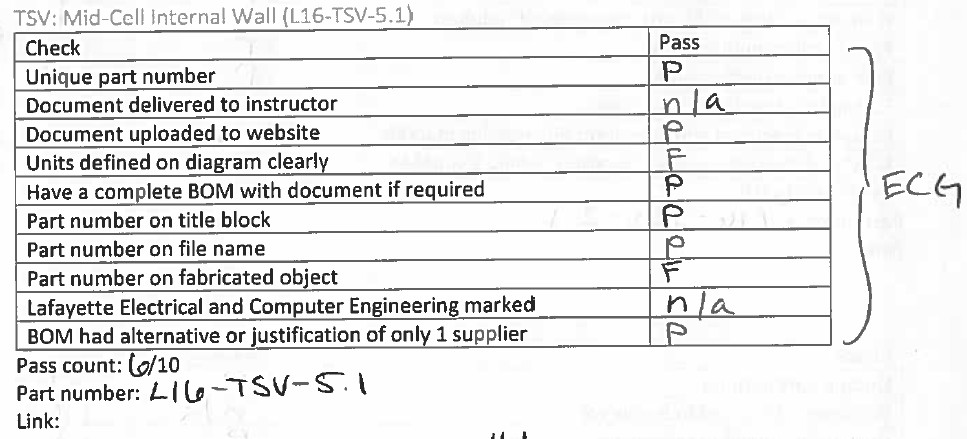 TSV: Mid-Cell Internal Wall (L16-TSV-5.1)
Check Pass
Unique part number P
Document delivered to instructor n/a
Document uploaded to website P
Units defined on diagram clearly F
Have a complete BOM with document if required P
Part number on title block P
Part number on file name P
Part number on fabricated object F
Lafayette Electrical and Computer Engineering marked n/a
BOM had alternative or justification of only 1 supplier P
ECG
Pass count: 6/10
Part number: L16-TSV-5.1
Link: